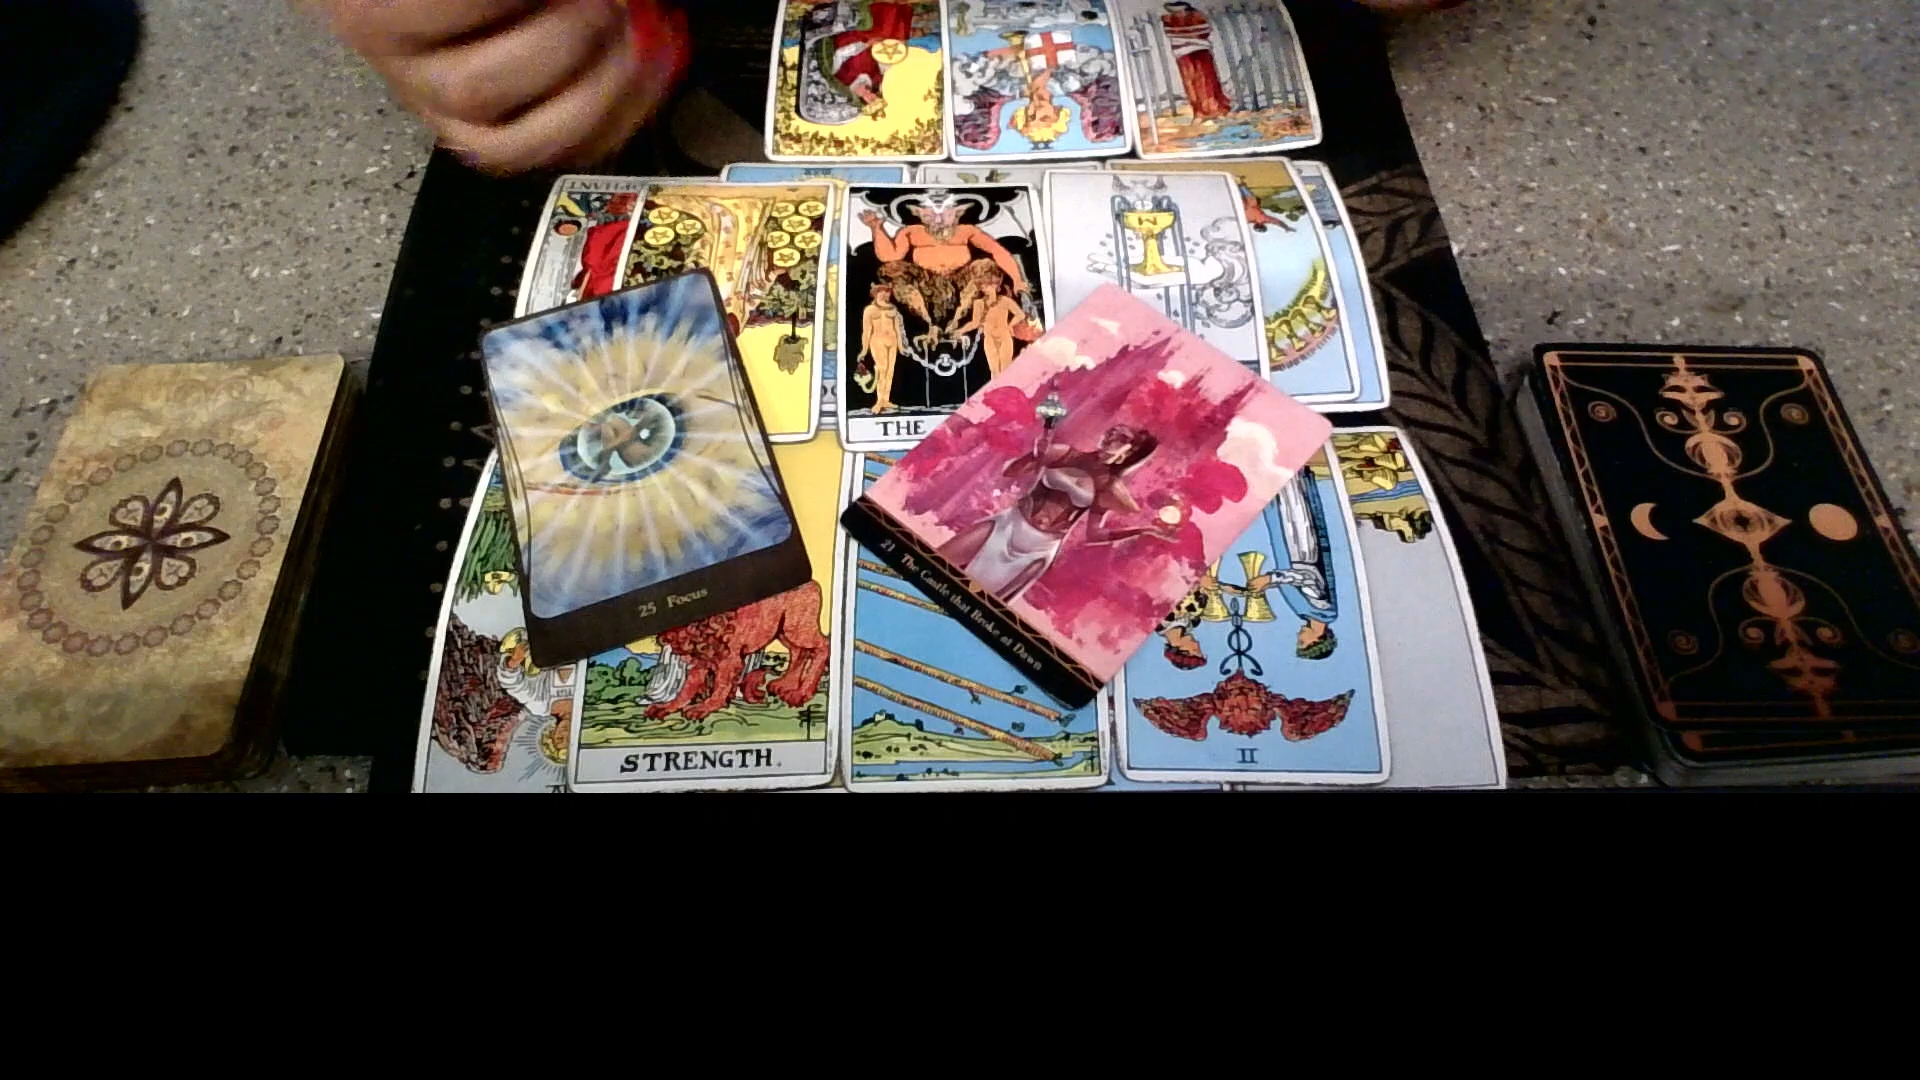 THE
25 Focus
21 The Castle that Broke at Dawn
STRENGTH.
II